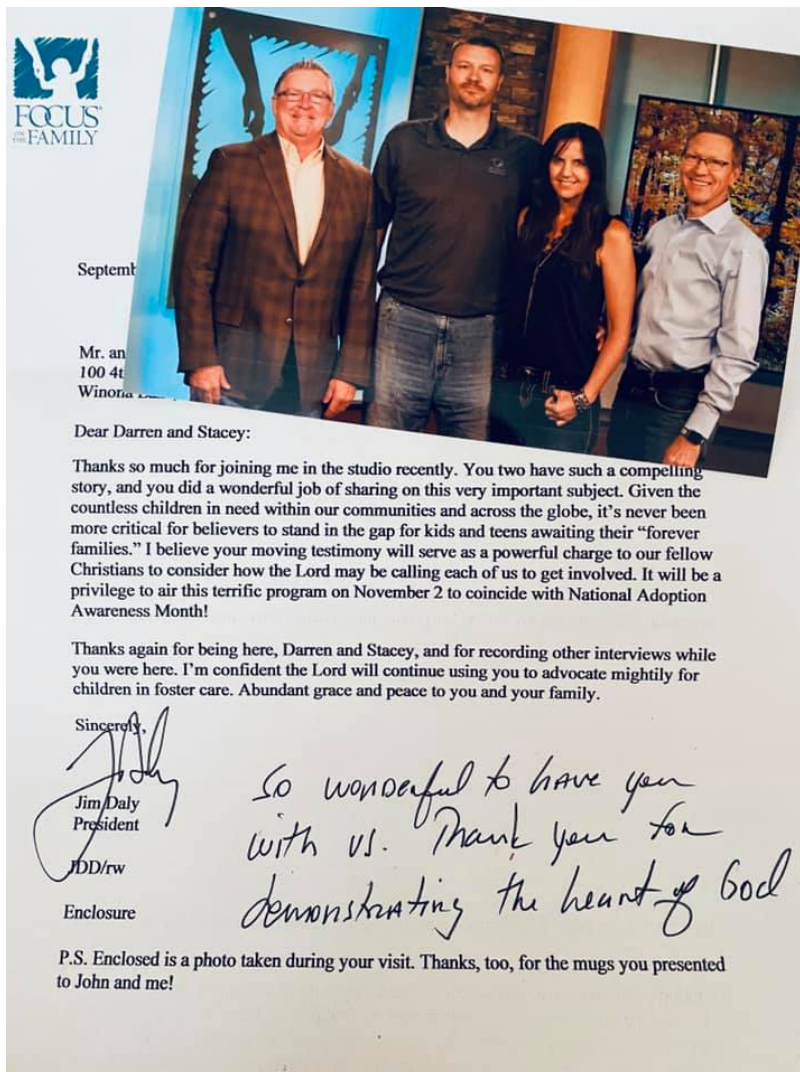 FOCUS
ON THE FAMILY
Septemb
Mr. an
100 4t
Winona
Dear Darren and Stacey:
Thanks so much for joining me in the studio recently. You two have such a compelling
story, and you did a wonderful job of sharing on this very important subject. Given the
countless children in need within our communities and across the globe, it’s never been
more critical for believers to stand in the gap for kids and teens awaiting their “forever
families.” I believe your moving testimony will serve as a powerful charge to our fellow
Christians to consider how the Lord may be calling each of us to get involved. It will be a
privilege to air this terrific program on November 2 to coincide with National Adoption
Awareness Month!
Thanks again for being here, Darren and Stacey, and for recording other interviews while
you were here. I’m confident the Lord will continue using you to advocate mightily for
children in foster care. Abundant grace and peace to you and your family.
Sincerely,
Jim Daly
President
JDD/rw
Enclosure
So wonderful to have you
with us. Thank you for
demonstrating the heart of God
P.S. Enclosed is a photo taken during your visit. Thanks, too, for the mugs you presented
to John and me!